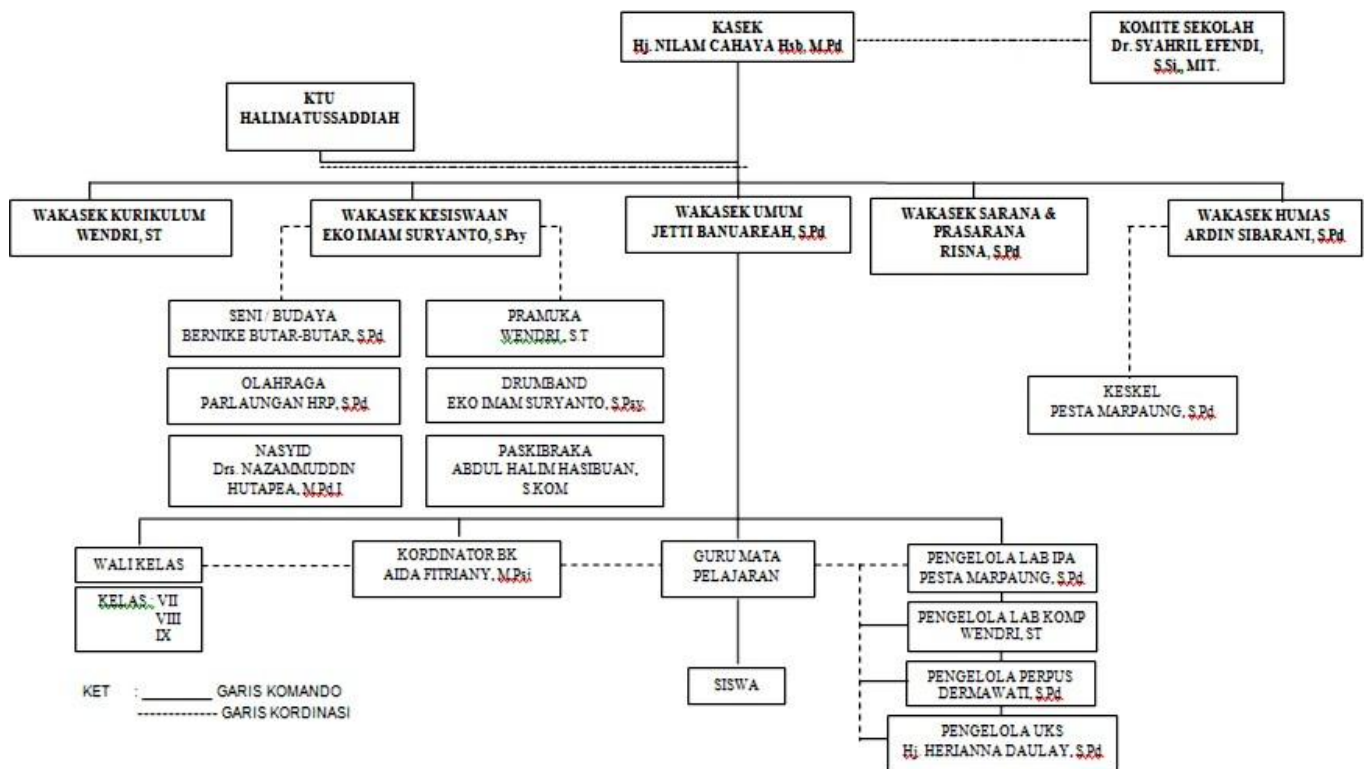 KASEK
Hj. NILAM CAHAYA Hsb, M.Pd
KOMITE SEKOLAH
Dr. SYAHRIL EFENDI,
S.Si., MIT.
KTU
HALIMATUSSADDIAH
WAKASEK KURIKULUM
WENDRI, ST
WAKASEK KESISWAAN
EKO IMAM SURYANTO, S.Psy
WAKASEK UMUM
JETTI BANUAREAH, S.Pd
WAKASEK SARANA &
PRASARANA
RISNA, S.Pd
WAKASEK HUMAS
ARDIN SIBARANI, S.Pd
SENI / BUDAYA
BERNIKE BUTAR-BUTAR, S.Pd
PRAMUKA
WENDRI, S.T
OLAHRAGA
PARLAUNGAN HRP, S.Pd
DRUMBAND
EKO IMAM SURYANTO, S.Psy
KESKEL
PESTA MARPAUNG, S.Pd
NASYID
Drs. NAZAMMUDDIN
HUTAPEA, M.Pd.I
PASKIBRAKA
ABDUL HALIM HASIBUAN,
S.KOM
WALI KELAS
KELAS : VII
VIII
IX
KORDINATOR BK
AIDA FITRIANY, M.Psi
GURU MATA
PELAJARAN
PENGELOLA LAB IPA
PESTA MARPAUNG, S.Pd
PENGELOLA LAB KOMP
WENDRI, ST
SISWA
PENGELOLA PERPUS
DERMAWATI, S.Pd
PENGELOLA UKS
Hj. HERIANNA DAULAY, S.Pd
KET : ________ GARIS KOMANDO
------------ GARIS KORDINASI